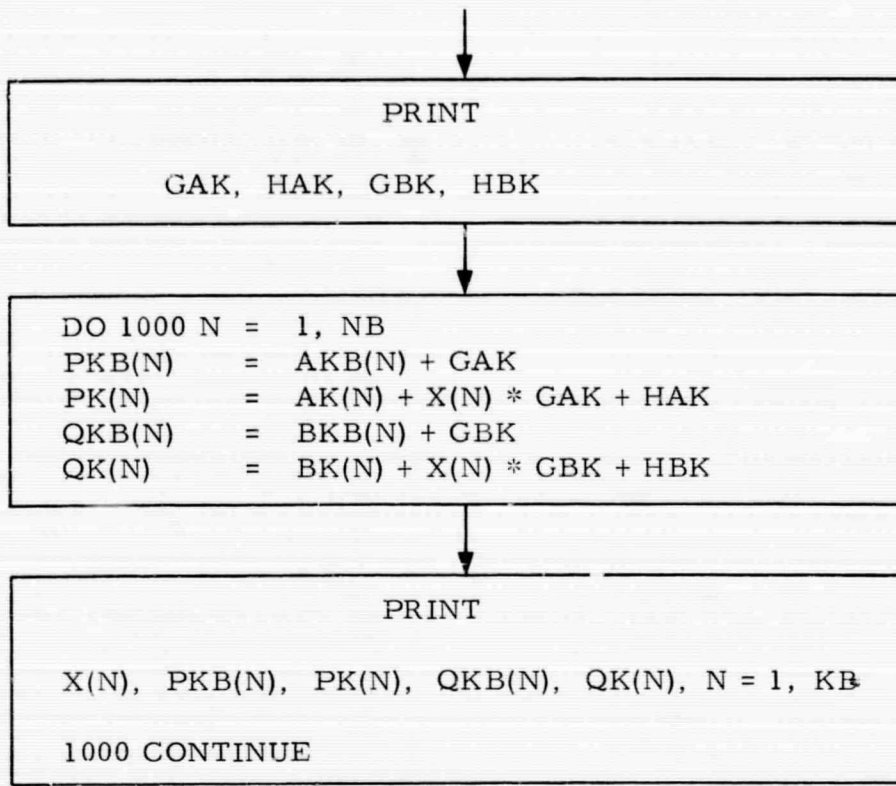 PRINT
GAK, HAK, GBK, HBK
DO 1000 N = 1, NB
PKB(N) = AKB(N) + GAK
PK(N) = AK(N) + X(N) * GAK + HAK
QKB(N) = BKB(N) + GBK
QK(N) = BK(N) + X(N) * GBK + HBK
PRINT
X(N), PKB(N), PK(N), QKB(N), QK(N), N = 1, KB
1000 CONTINUE